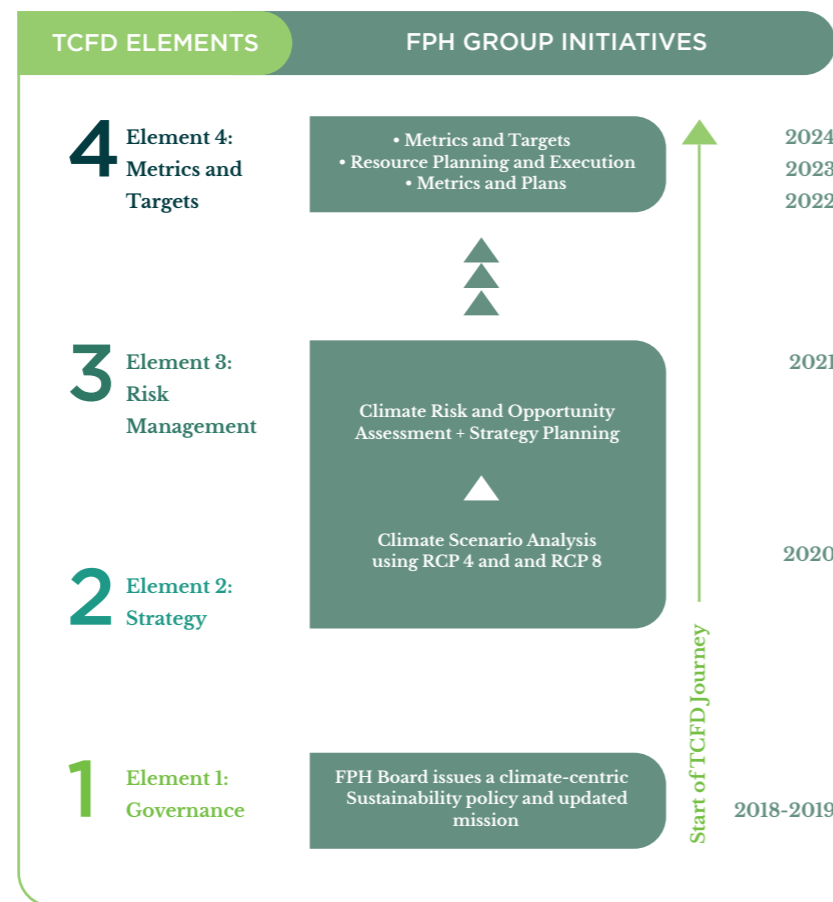 TCFD ELEMENTS
FPH GROUP INITIATIVES
4
Element 4:
Metrics and
Targets
• Metrics and Targets
• Resource Planning and Execution
• Metrics and Plans
2024
2023
2022
3
Element 3:
Risk
Management
Climate Risk and Opportunity
Assessment + Strategy Planning
2021
Climate Scenario Analysis
using RCP 4 and and RCP 8
2020
2
Element 2:
Strategy
Start of TCFD Journey
1
Element 1:
Governance
FPH Board issues a climate-centric
Sustainability policy and updated
mission
2018-2019